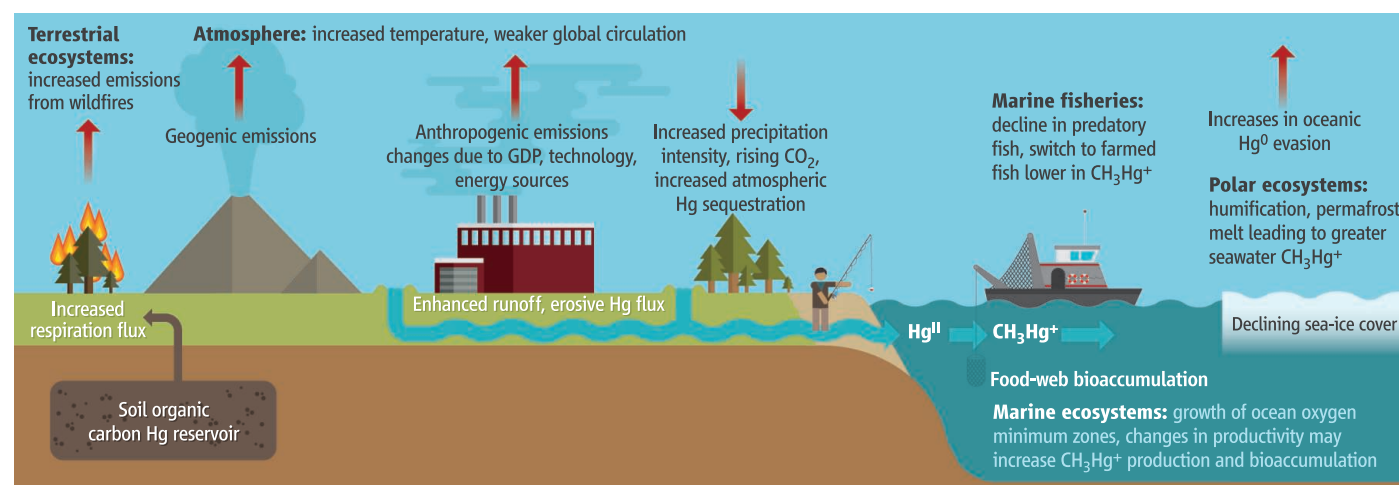 Terrestrial
ecosystems:
increased emissions
from wildfires
Atmosphere: increased temperature, weaker global circulation
Geogenic emissions
Anthropogenic emissions
changes due to GDP, technology,
energy sources
Increased precipitation
intensity, rising CO₂,
increased atmospheric
Hg sequestration
Marine fisheries:
decline in predatory
fish, switch to farmed
fish lower in CH₃Hg⁺
Increases in oceanic
Hg⁰ evasion
Polar ecosystems:
humification, permafrost
melt leading to greater
seawater CH₃Hg⁺
Increased
respiration flux
Enhanced runoff, erosive Hg flux
Hgᴵᴵ
CH₃Hg⁺
Declining sea-ice cover
Soil organic
carbon Hg reservoir
Food-web bioaccumulation
Marine ecosystems: growth of ocean oxygen
minimum zones, changes in productivity may
increase CH₃Hg⁺ production and bioaccumulation